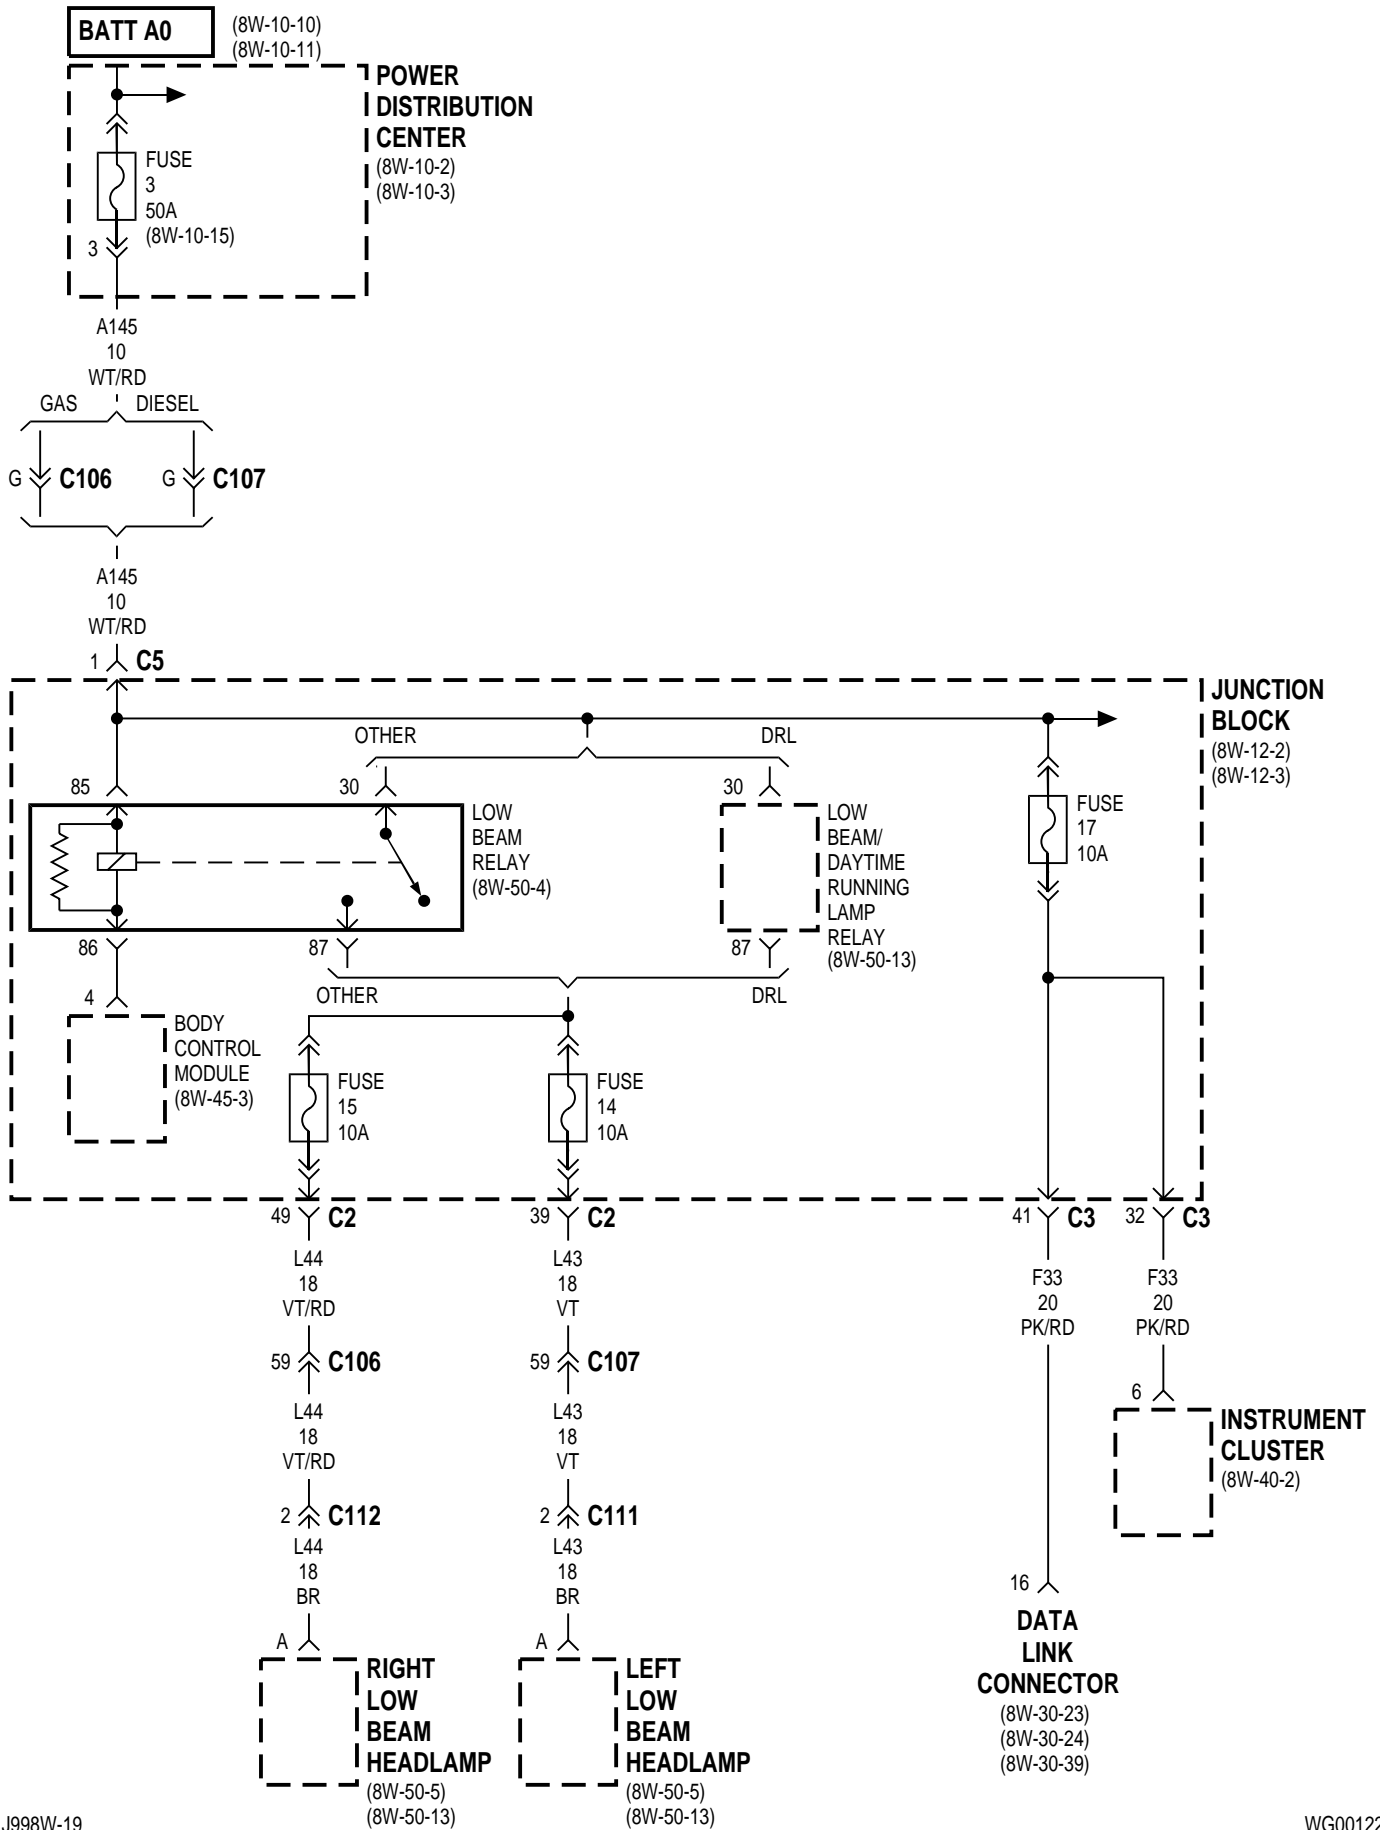 BATT A0
(8W-10-10)
(8W-10-11)
POWER
DISTRIBUTION
CENTER
(8W-10-2)
(8W-10-3)
FUSE
3
50A
(8W-10-15)
3
A145
10
WT/RD
GAS
DIESEL
G
C106
G
C107
A145
10
WT/RD
1
C5
JUNCTION
BLOCK
(8W-12-2)
(8W-12-3)
OTHER
DRL
85
30
30
LOW
BEAM
RELAY
(8W-50-4)
LOW
BEAM/
DAYTIME
RUNNING
LAMP
RELAY
(8W-50-13)
FUSE
17
10A
86
87
87
OTHER
DRL
4
BODY
CONTROL
MODULE
(8W-45-3)
FUSE
15
10A
FUSE
14
10A
49
C2
39
C2
41
C3
32
C3
L44
18
VT/RD
L43
18
VT
F33
20
PK/RD
F33
20
PK/RD
59
C106
59
C107
L44
18
VT/RD
L43
18
VT
6
INSTRUMENT
CLUSTER
(8W-40-2)
2
C112
2
C111
L44
18
BR
L43
18
BR
16
DATA
LINK
CONNECTOR
(8W-30-23)
(8W-30-24)
(8W-30-39)
A
RIGHT
LOW
BEAM
HEADLAMP
(8W-50-5)
(8W-50-13)
A
LEFT
LOW
BEAM
HEADLAMP
(8W-50-5)
(8W-50-13)
J998W-19
WG00122